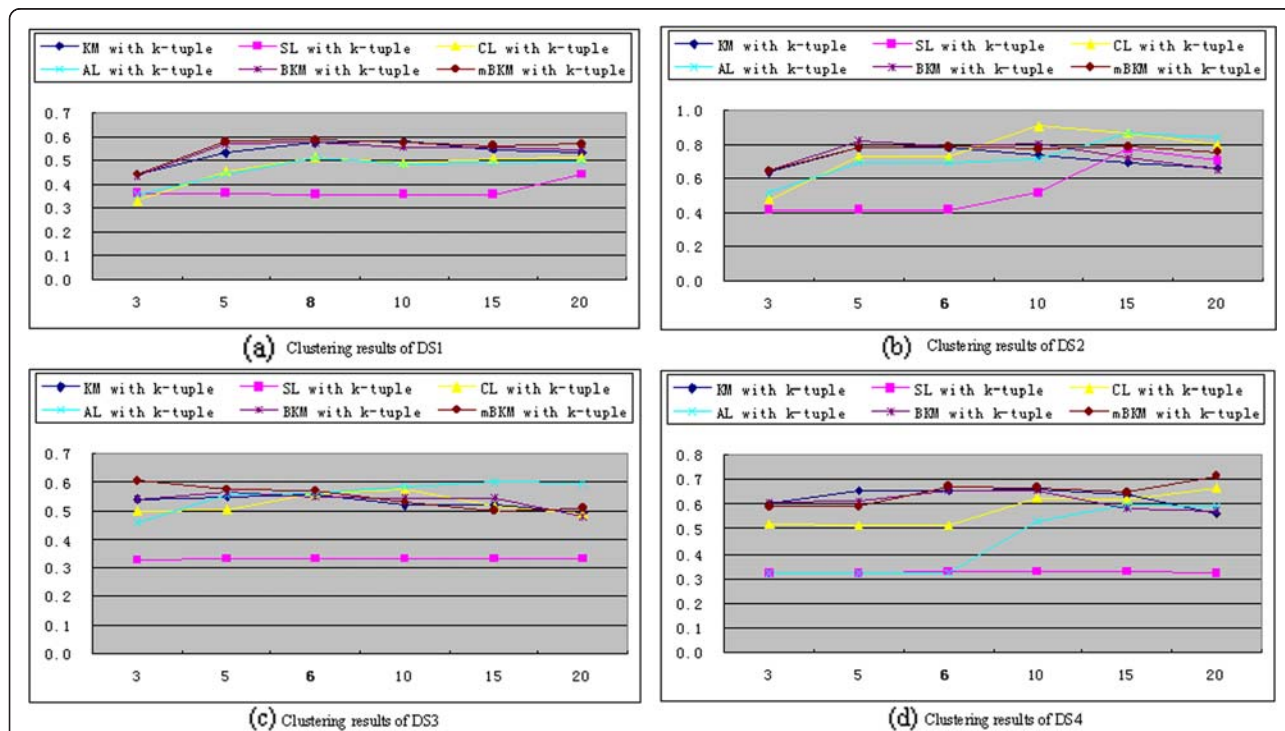 KM with k-tuple SL with k-tuple CL with k-tuple
AL with k-tuple BKM with k-tuple mBKM with k-tuple
0.7
0.6
0.5
0.4
0.3
0.2
0.1
0.0
3 5 8 10 15 20
(a) Clustering results of DS1
KM with k-tuple SL with k-tuple CL with k-tuple
AL with k-tuple BKM with k-tuple mBKM with k-tuple
1.0
0.8
0.6
0.4
0.2
0.0
3 5 6 10 15 20
(b) Clustering results of DS2
KM with k-tuple SL with k-tuple CL with k-tuple
AL with k-tuple BKM with k-tuple mBKM with k-tuple
0.7
0.6
0.5
0.4
0.3
0.2
0.1
0.0
3 5 6 10 15 20
(c) Clustering results of DS3
KM with k-tuple SL with k-tuple CL with k-tuple
AL with k-tuple BKM with k-tuple mBKM with k-tuple
0.8
0.7
0.6
0.5
0.4
0.3
0.2
0.1
0.0
3 5 6 10 15 20
(d) Clustering results of DS4